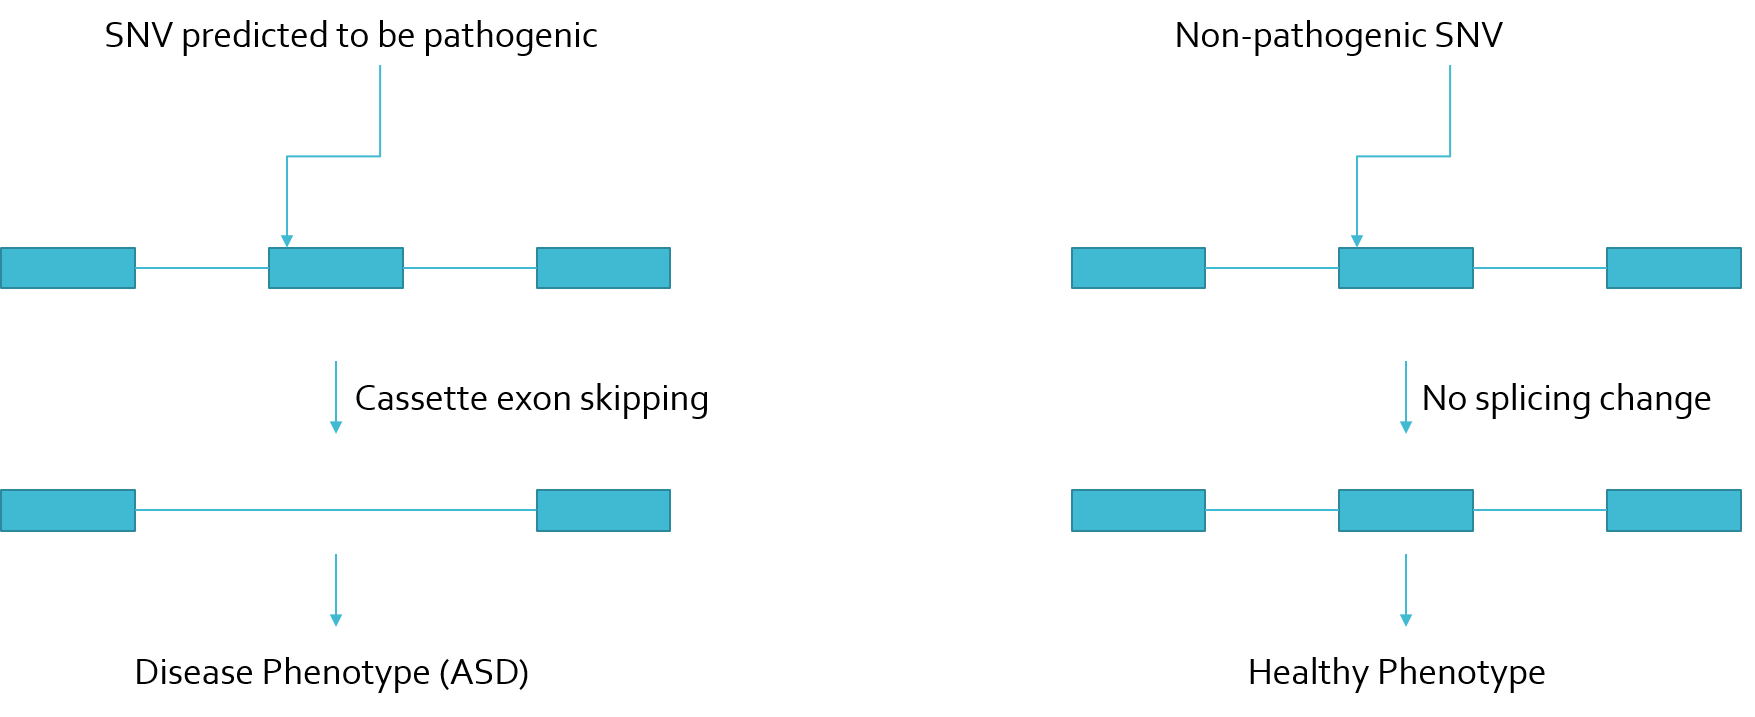 SNV predicted to be pathogenic
Non-pathogenic SNV
Cassette exon skipping
No splicing change
Disease Phenotype (ASD)
Healthy Phenotype